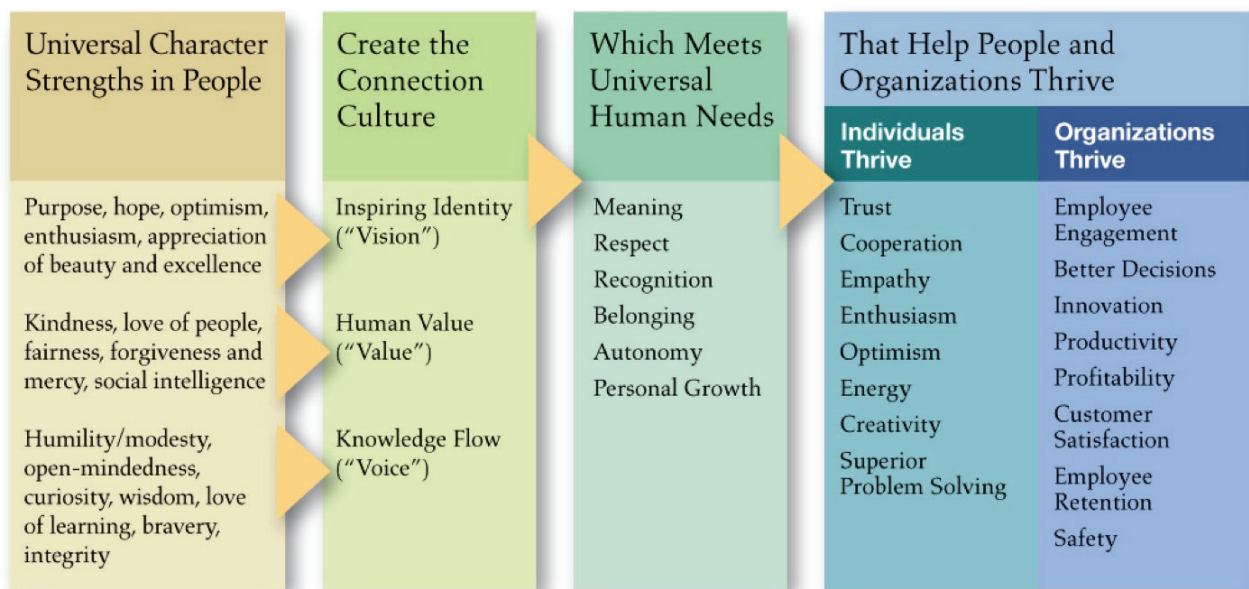 Universal Character
Strengths in People
Purpose, hope, optimism,
enthusiasm, appreciation
of beauty and excellence
Kindness, love of people,
fairness, forgiveness and
mercy, social intelligence
Humility/modesty,
open-mindedness,
curiosity, wisdom, love
of learning, bravery,
integrity
Create the
Connection
Culture
Inspiring Identity
(“Vision”)
Human Value
(“Value”)
Knowledge Flow
(“Voice”)
Which Meets
Universal
Human Needs
Meaning
Respect
Recognition
Belonging
Autonomy
Personal Growth
That Help People and
Organizations Thrive
Individuals
Thrive
Trust
Cooperation
Empathy
Enthusiasm
Optimism
Energy
Creativity
Superior
Problem Solving
Organizations
Thrive
Employee
Engagement
Better Decisions
Innovation
Productivity
Profitability
Customer
Satisfaction
Employee
Retention
Safety